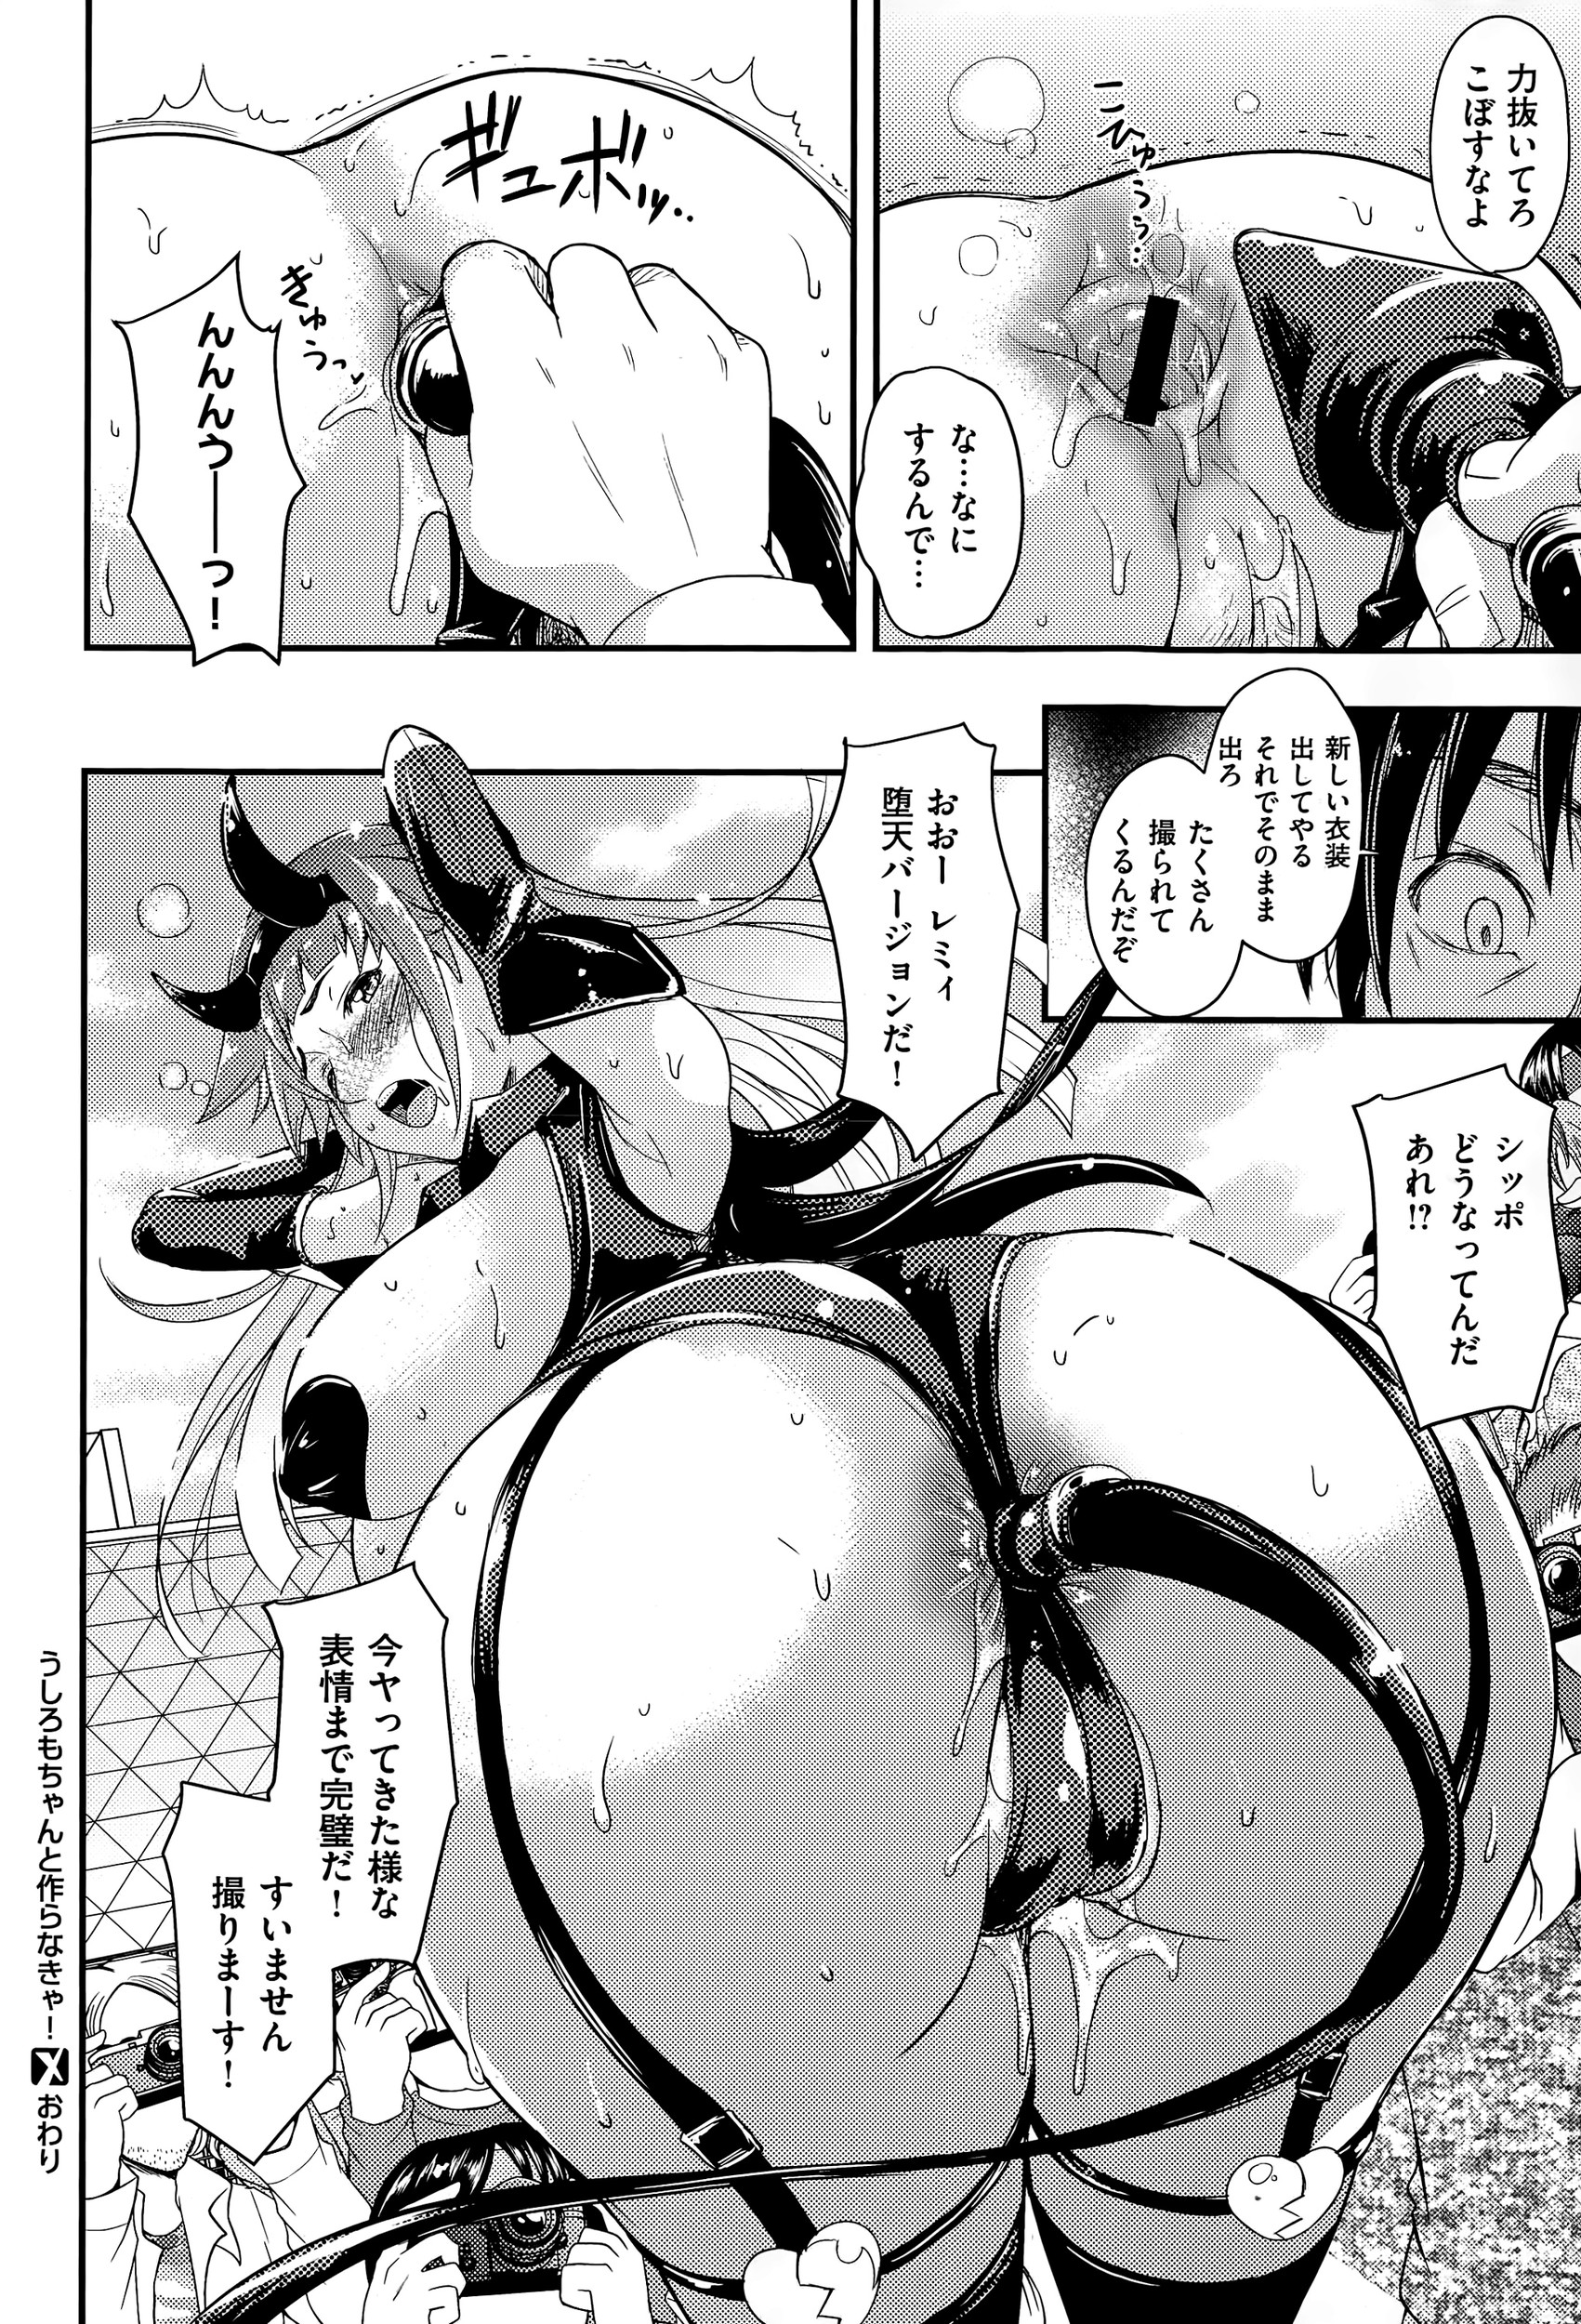 力抜いてろ
こぼすなよ
こひゅぅぅ‥
な…なに
するんで…
ギュボッ‥
きゅうっ
んんんうーーっ！
新しい衣装
出してやる
それでそのまま
出ろ
たくさん
撮られて
くるんだぞ
おおー レミィ
堕天バージョンだ！
シッポ
どうなってんだ
あれ!?
今ヤってきた様な
表情まで完璧だ！
すいません
撮りまーす！
うしろもちゃんと作らなきゃ！ X おわり